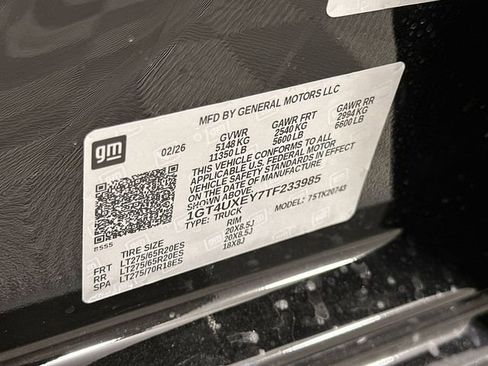 MFD BY GENERAL MOTORS LLC
gm
02/26 GVWR GAWR FRT GAWR RR
5148 KG 2540 KG 2994 KG
11350 LB 5600 LB 6600 LB
THIS VEHICLE CONFORMS TO ALL
APPLICABLE U.S. FEDERAL MOTOR
VEHICLE SAFETY STANDARDS IN EFFECT
ON THE DATE OF MANUFACTURE
SHOWN ABOVE.
1GT4UXEY7TF233985
TYPE: TRUCK MODEL: 75TK20743
TIRE SIZE RIM
FRT LT275/65R20ES 20X8.5J
RR LT275/65R20ES 20X8.5J
SPA LT275/70R18ES 18X8J